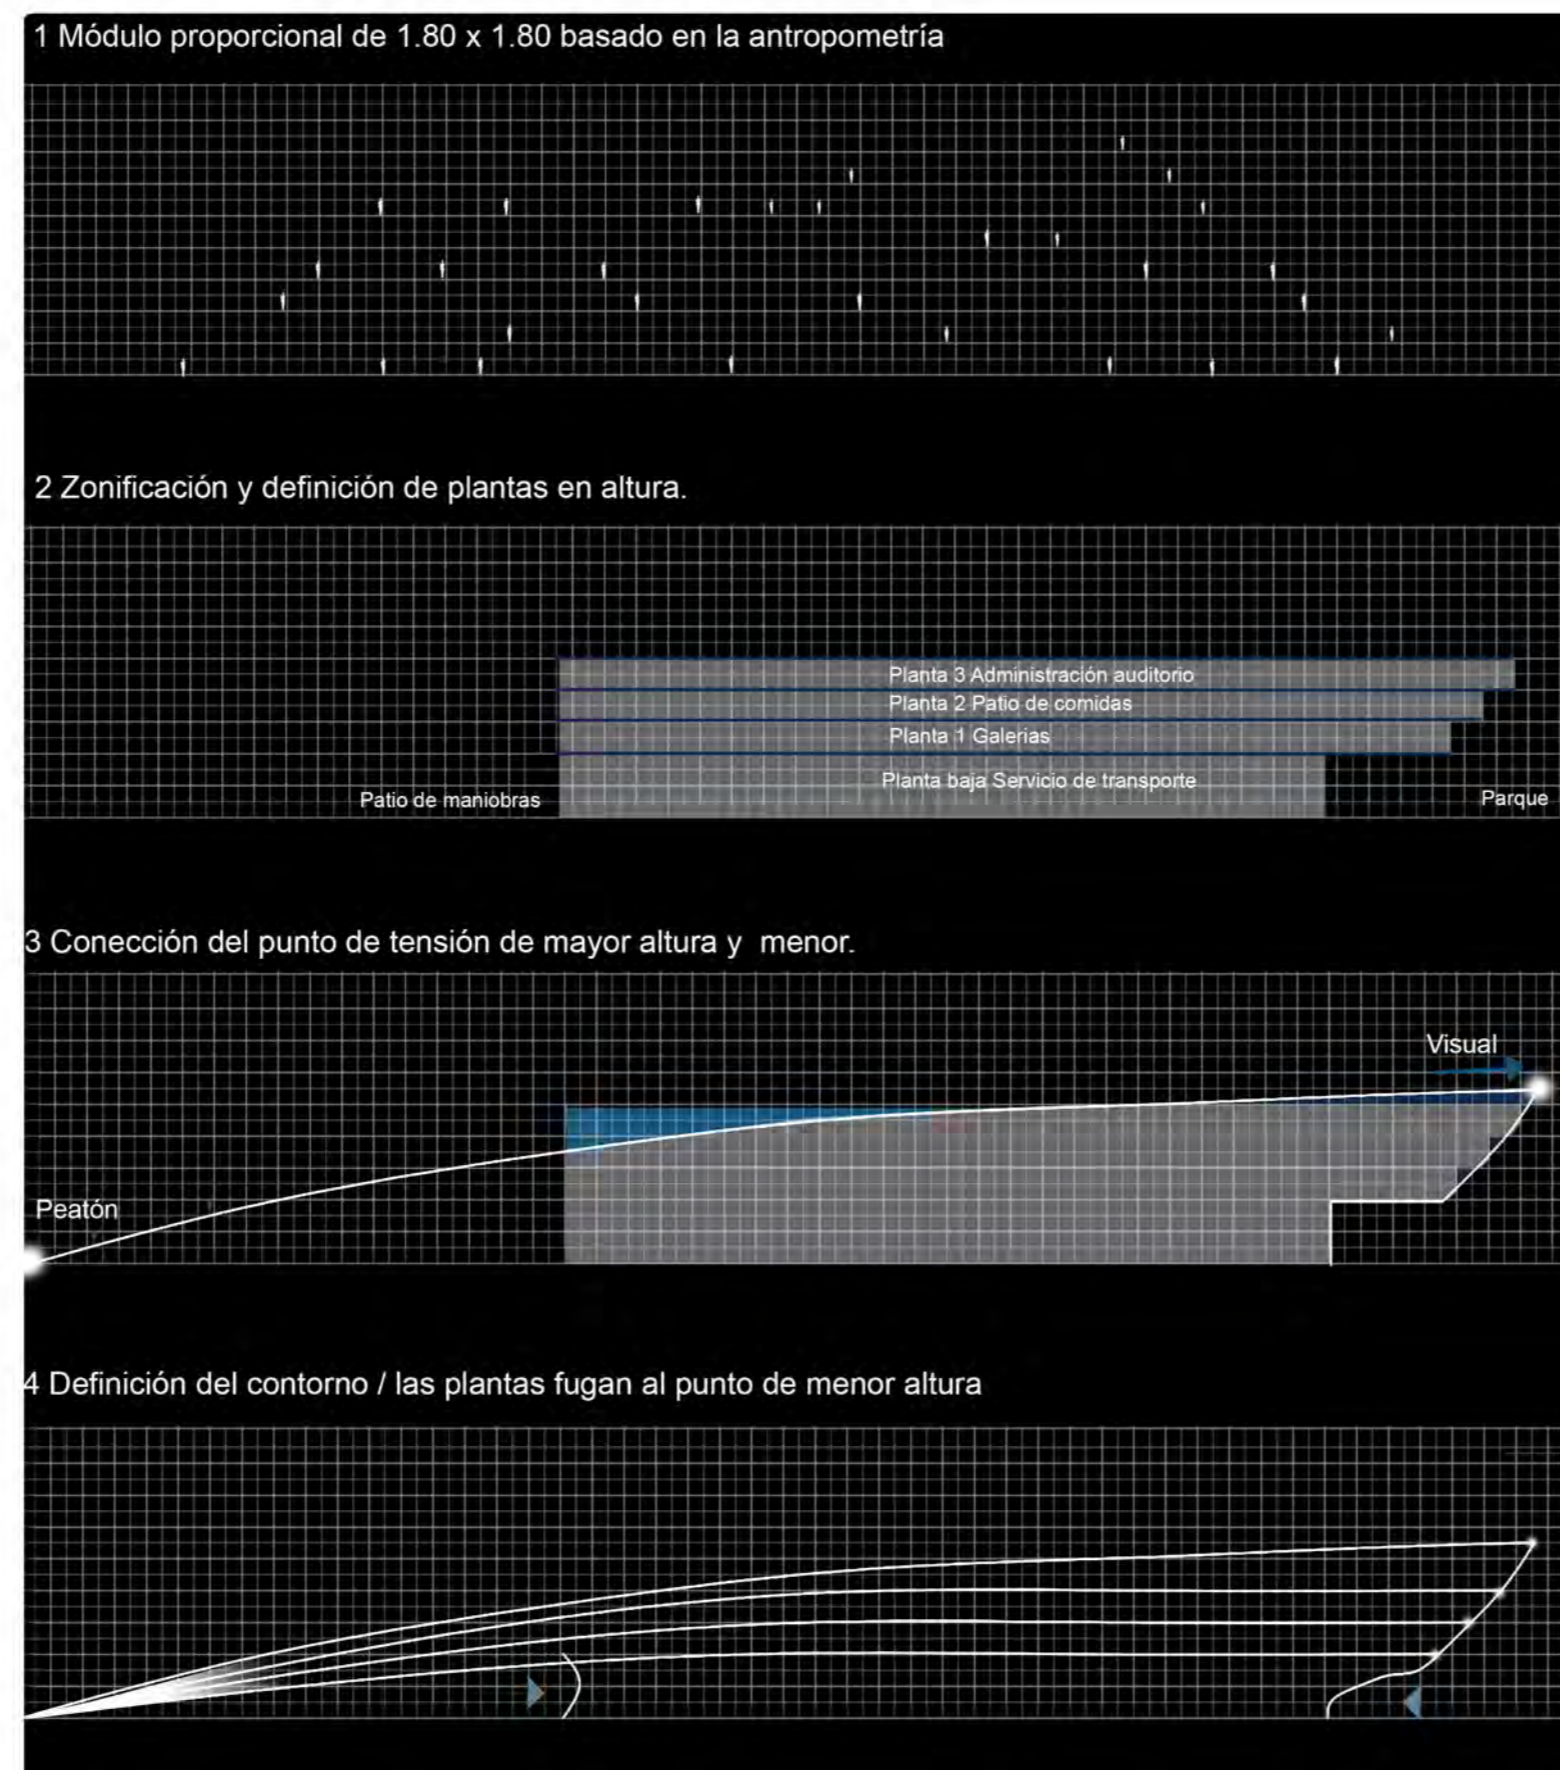 1 Módulo proporcional de 1.80 x 1.80 basado en la antropometría
2 Zonificación y definición de plantas en altura.
Planta 3 Administración auditorio
Planta 2 Patio de comidas
Planta 1 Galerias
Planta baja Servicio de transporte
Patio de maniobras
Parque
3 Conección del punto de tensión de mayor altura y  menor.
Visual
Peatón
4 Definición del contorno / las plantas fugan al punto de menor altura